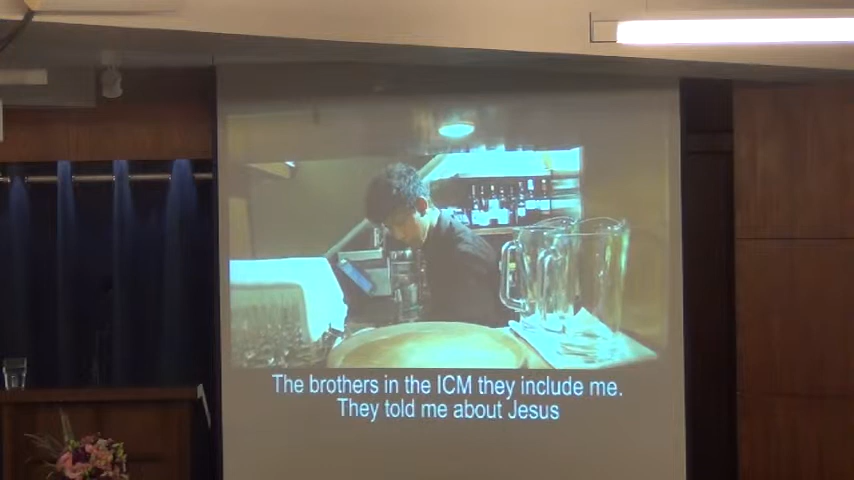 The brothers in the ICM they include me.
They told me about Jesus